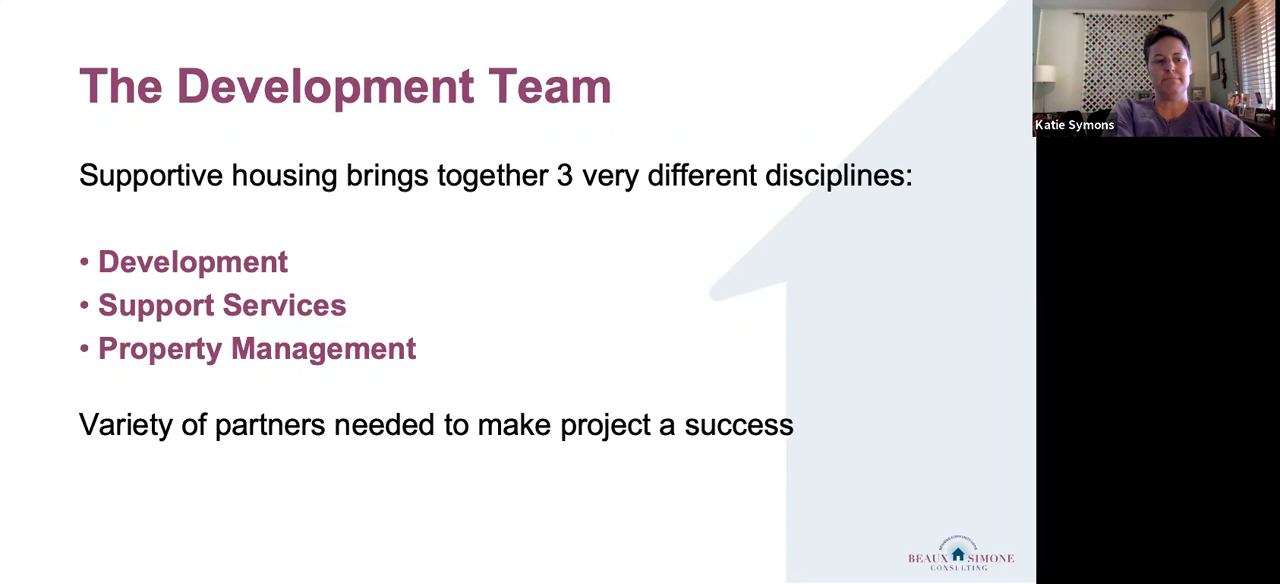 The Development Team
Katie Symons
Supportive housing brings together 3 very different disciplines:
• Development
• Support Services
• Property Management
Variety of partners needed to make project a success
BEAUX SIMONE
CONSULTING